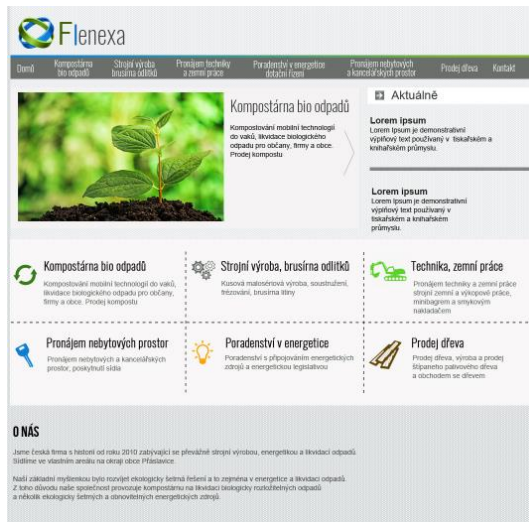 Flenexa
Domů
Kompostárna
bio odpadů
Strojní výroba
brusírna odlitků
Pronájem techniky
a zemní práce
Poradenství v energetice
dotační řízení
Pronájem nebytových
a kancelářských prostor
Prodej dřeva
Kontakt
Kompostárna bio odpadů
Kompostování mobilní technologií
do vaků, likvidace biologického
odpadu pro občany, firmy a obce.
Prodej kompostu
Aktuálně
Lorem ipsum
Lorem Ipsum je demonstrativní
výplňový text používaný v tiskařském a
knihařském průmyslu.
Lorem ipsum
Lorem Ipsum je demonstrativní
výplňový text používaný v
tiskařském a knihařském
průmyslu.
Kompostárna bio odpadů
Kompostování mobilní technologií do vaků,
likvidace biologického odpadu pro občany,
firmy a obce. Prodej kompostu
Strojní výroba, brusírna odlitků
Kusová malosériová výroba, soustružení,
frézování, brusírna litiny
Technika, zemní práce
Pronájem techniky a zemní práce
strojní zemní a výkopové práce,
minibagrem a smykovým
nakladačem
Pronájem nebytových prostor
Pronájem nebytových a kancelářských
prostor, poskytnutí sídla
Poradenství v energetice
Poradenství s připojováním energetických
zdrojů a energetickou legislativou
Prodej dřeva
Prodej dřeva, výroba a prodej
štípaneto palivového dřeva
a obchodem se dřevem
O NÁS
Jsme česká firma s historií od roku 2010 zabývající se převážně strojní výrobou, energetikou a likvidací odpadů.
Sídlíme ve vlastním areálu na okraji obce Přáslavice.
Naší základní myšlenkou bylo rozvíjet ekologicky šetrná řešení a to zejména v energetice a likvidaci odpadů.
Z toho důvodu naše společnost provozuje kompostárnu na likvidaci biologicky rozložitelných odpadů
a několik ekologicky šetrných a obnovitelných energetických zdrojů.